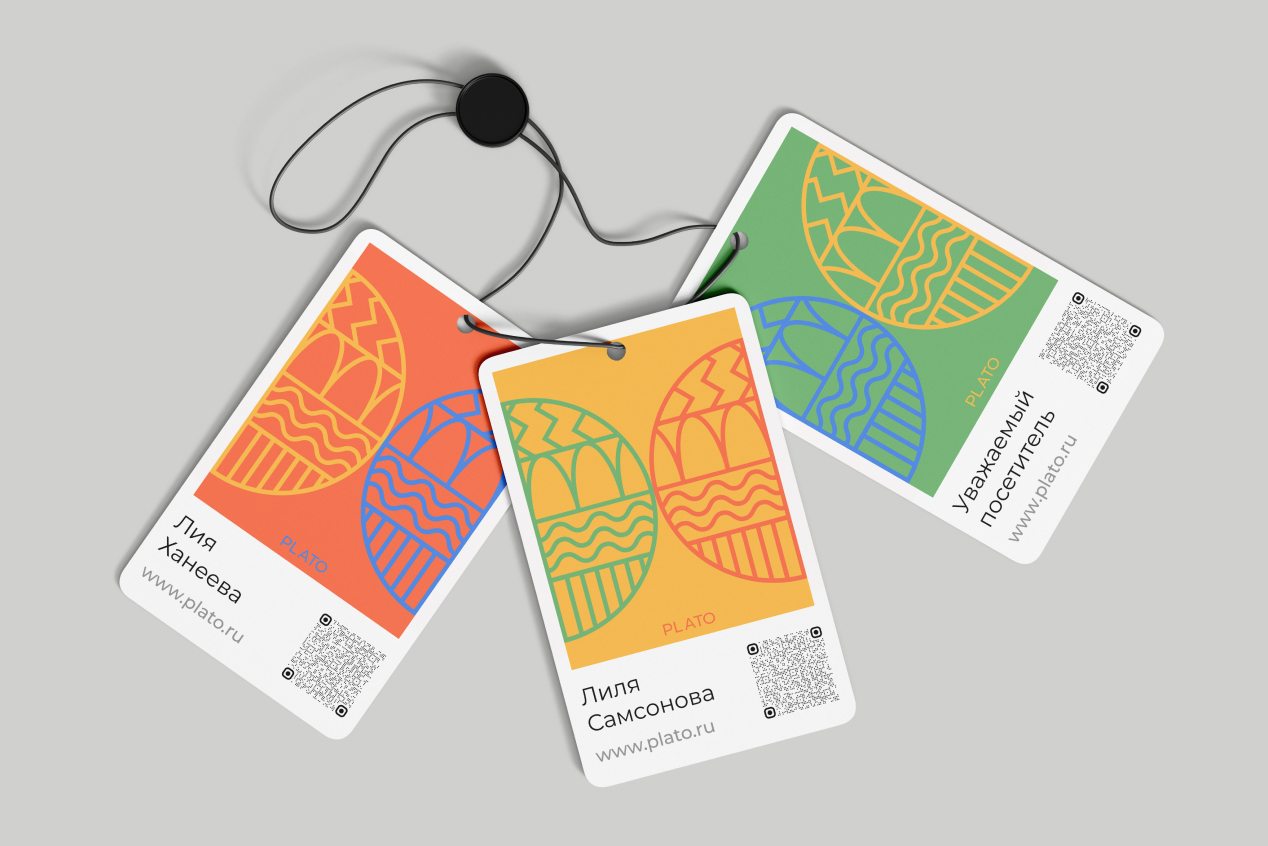 PLATO
Лия
Ханеева
www.plato.ru
PLATO
Лиля
Самсонова
www.plato.ru
PLATO
Уважаемый
посетитель
www.plato.ru